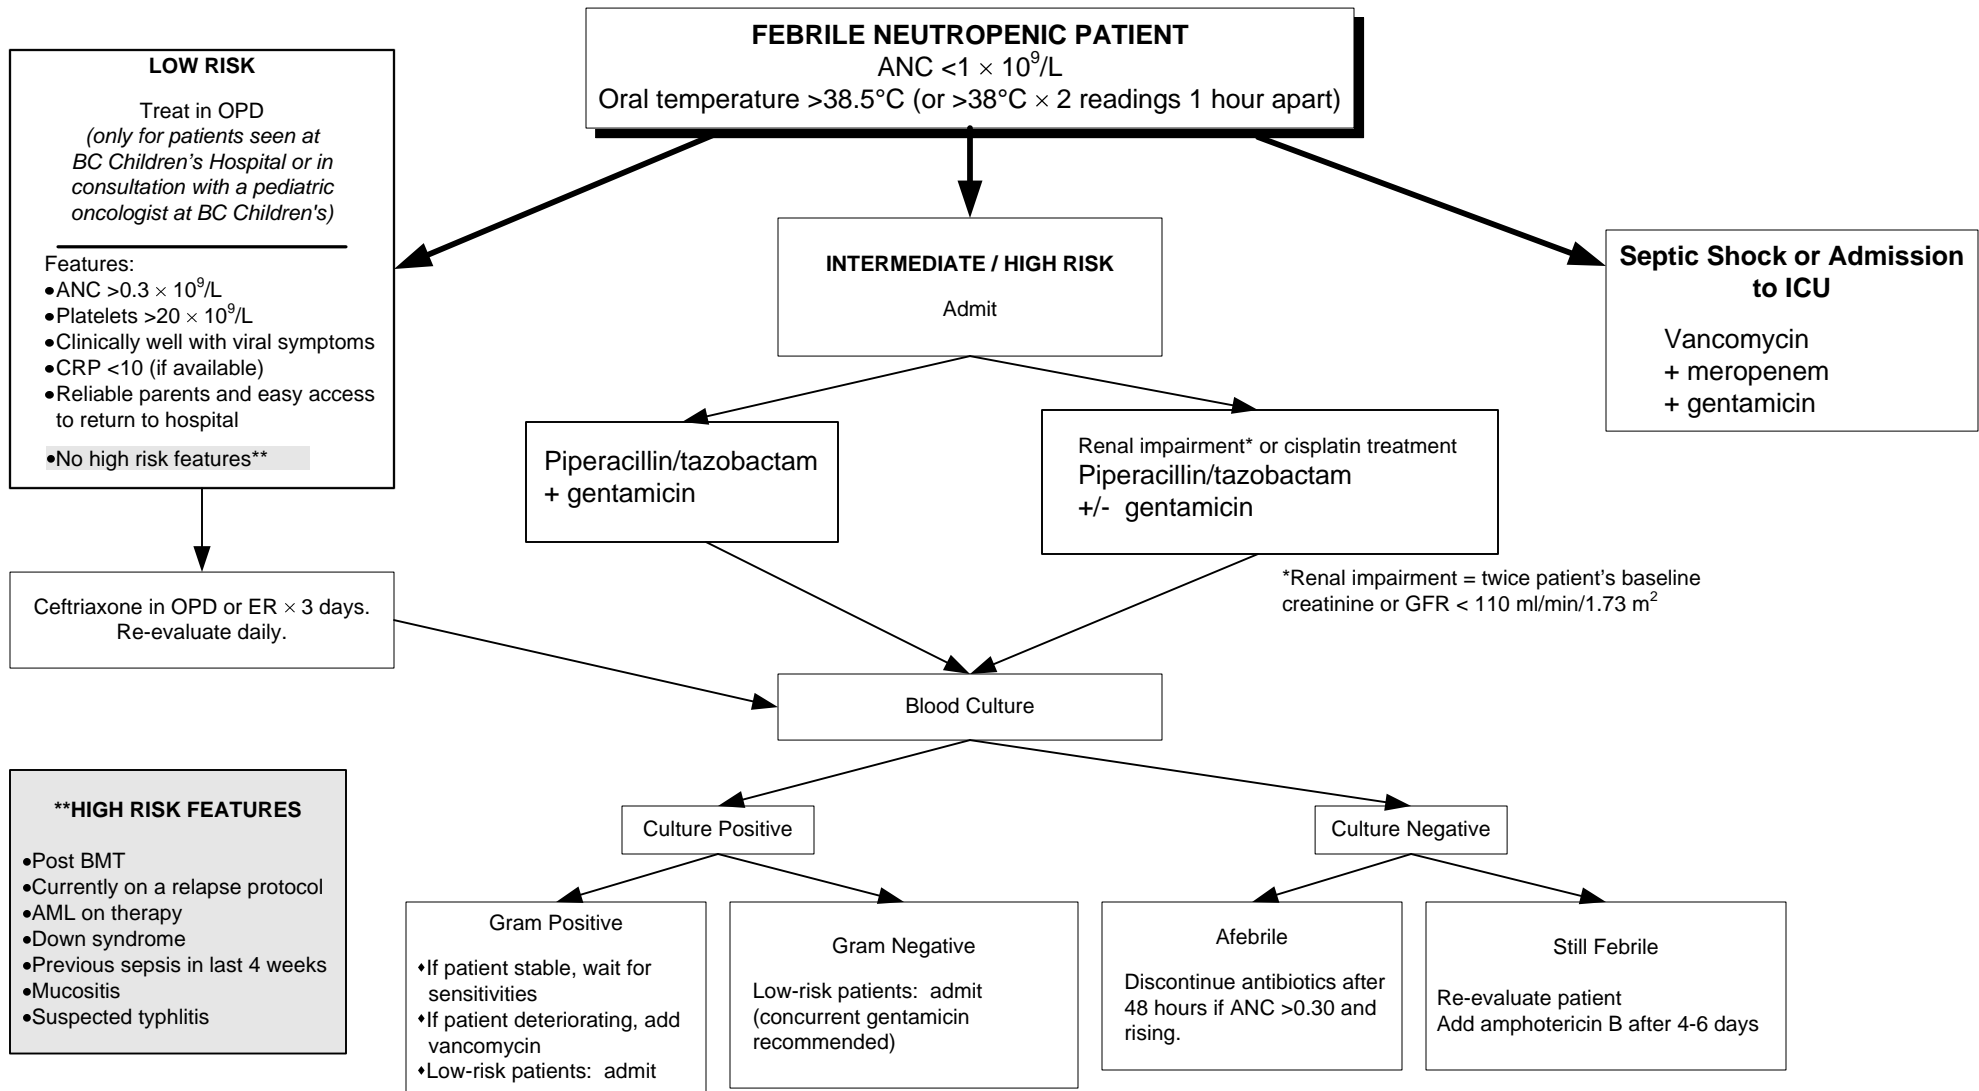 FEBRILE NEUTROPENIC PATIENT
ANC <1 × 10⁹/L
Oral temperature >38.5°C (or >38°C × 2 readings 1 hour apart)
LOW RISK
Treat in OPD
(only for patients seen at
BC Children’s Hospital or in
consultation with a pediatric
oncologist at BC Children's)
Features:
•ANC >0.3 × 10⁹/L
•Platelets >20 × 10⁹/L
•Clinically well with viral symptoms
•CRP <10 (if available)
•Reliable parents and easy access
to return to hospital
•No high risk features**
INTERMEDIATE / HIGH RISK
Admit
Septic Shock or Admission
to ICU
Vancomycin
+ meropenem
+ gentamicin
Piperacillin/tazobactam
+ gentamicin
Renal impairment* or cisplatin treatment
Piperacillin/tazobactam
+/- gentamicin
*Renal impairment = twice patient’s baseline
creatinine or GFR < 110 ml/min/1.73 m²
Ceftriaxone in OPD or ER × 3 days.
Re-evaluate daily.
Blood Culture
**HIGH RISK FEATURES
•Post BMT
•Currently on a relapse protocol
•AML on therapy
•Down syndrome
•Previous sepsis in last 4 weeks
•Mucositis
•Suspected typhlitis
Culture Positive
Culture Negative
Gram Positive
♦If patient stable, wait for
sensitivities
♦If patient deteriorating, add
vancomycin
♦Low-risk patients: admit
Gram Negative
Low-risk patients: admit
(concurrent gentamicin
recommended)
Afebrile
Discontinue antibiotics after
48 hours if ANC >0.30 and
rising.
Still Febrile
Re-evaluate patient
Add amphotericin B after 4-6 days